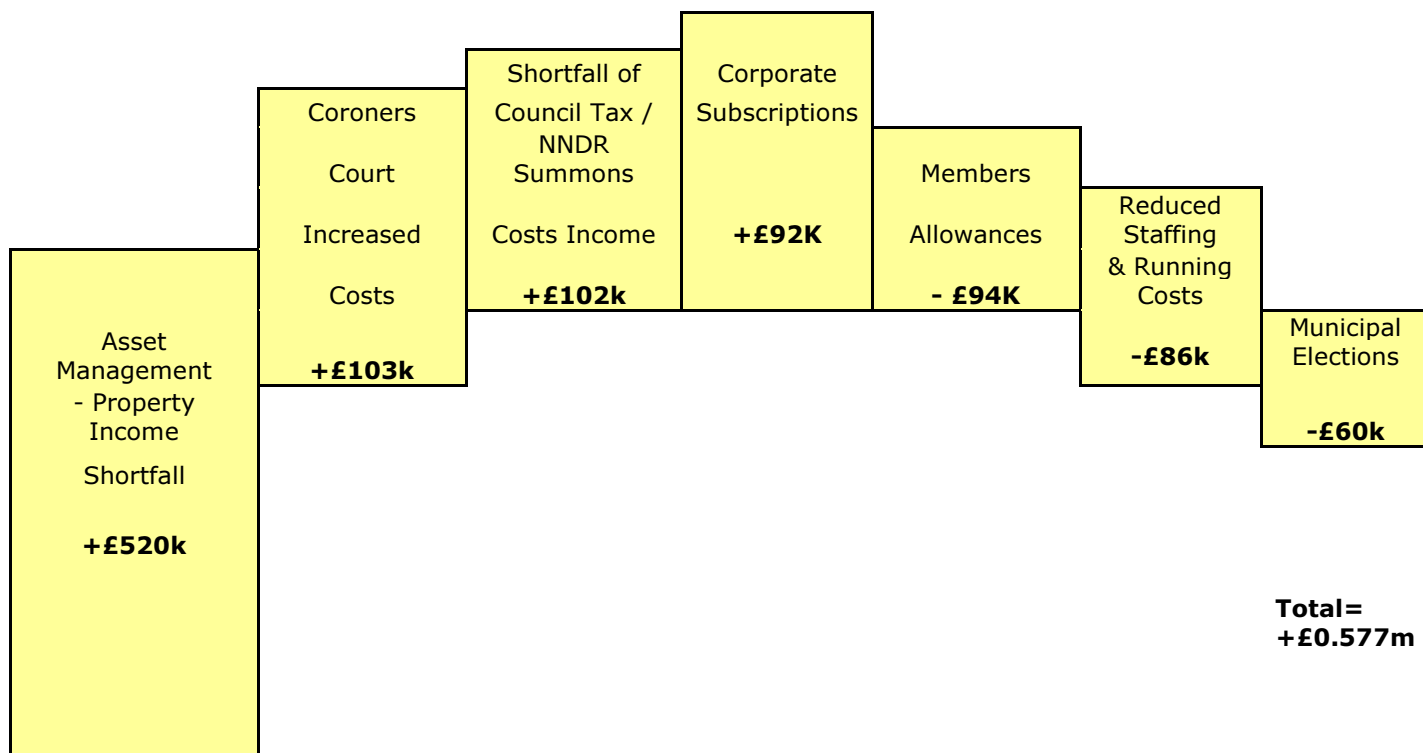 Asset
Management
- Property
Income
Shortfall
+£520k
Coroners
Court
Increased
Costs
+£103k
Shortfall of
Council Tax /
NNDR
Summons
Costs Income
+£102k
Corporate
Subscriptions
+£92K
Members
Allowances
- £94K
Reduced
Staffing
& Running
Costs
-£86k
Municipal
Elections
-£60k
Total=
+£0.577m